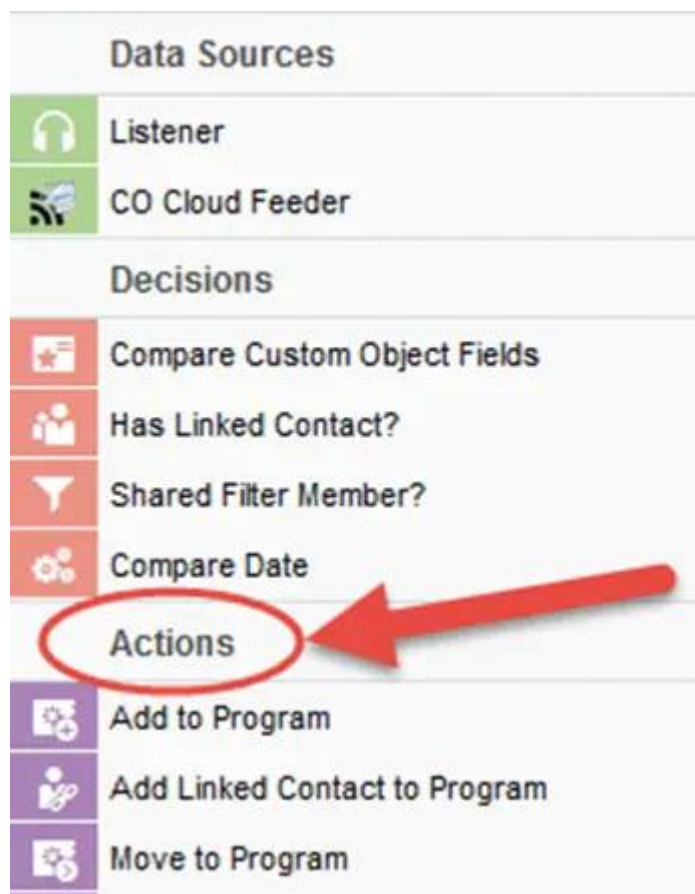 Data Sources
Listener
CO Cloud Feeder
Decisions
Compare Custom Object Fields
Has Linked Contact?
Shared Filter Member?
Compare Date
Actions
Add to Program
Add Linked Contact to Program
Move to Program